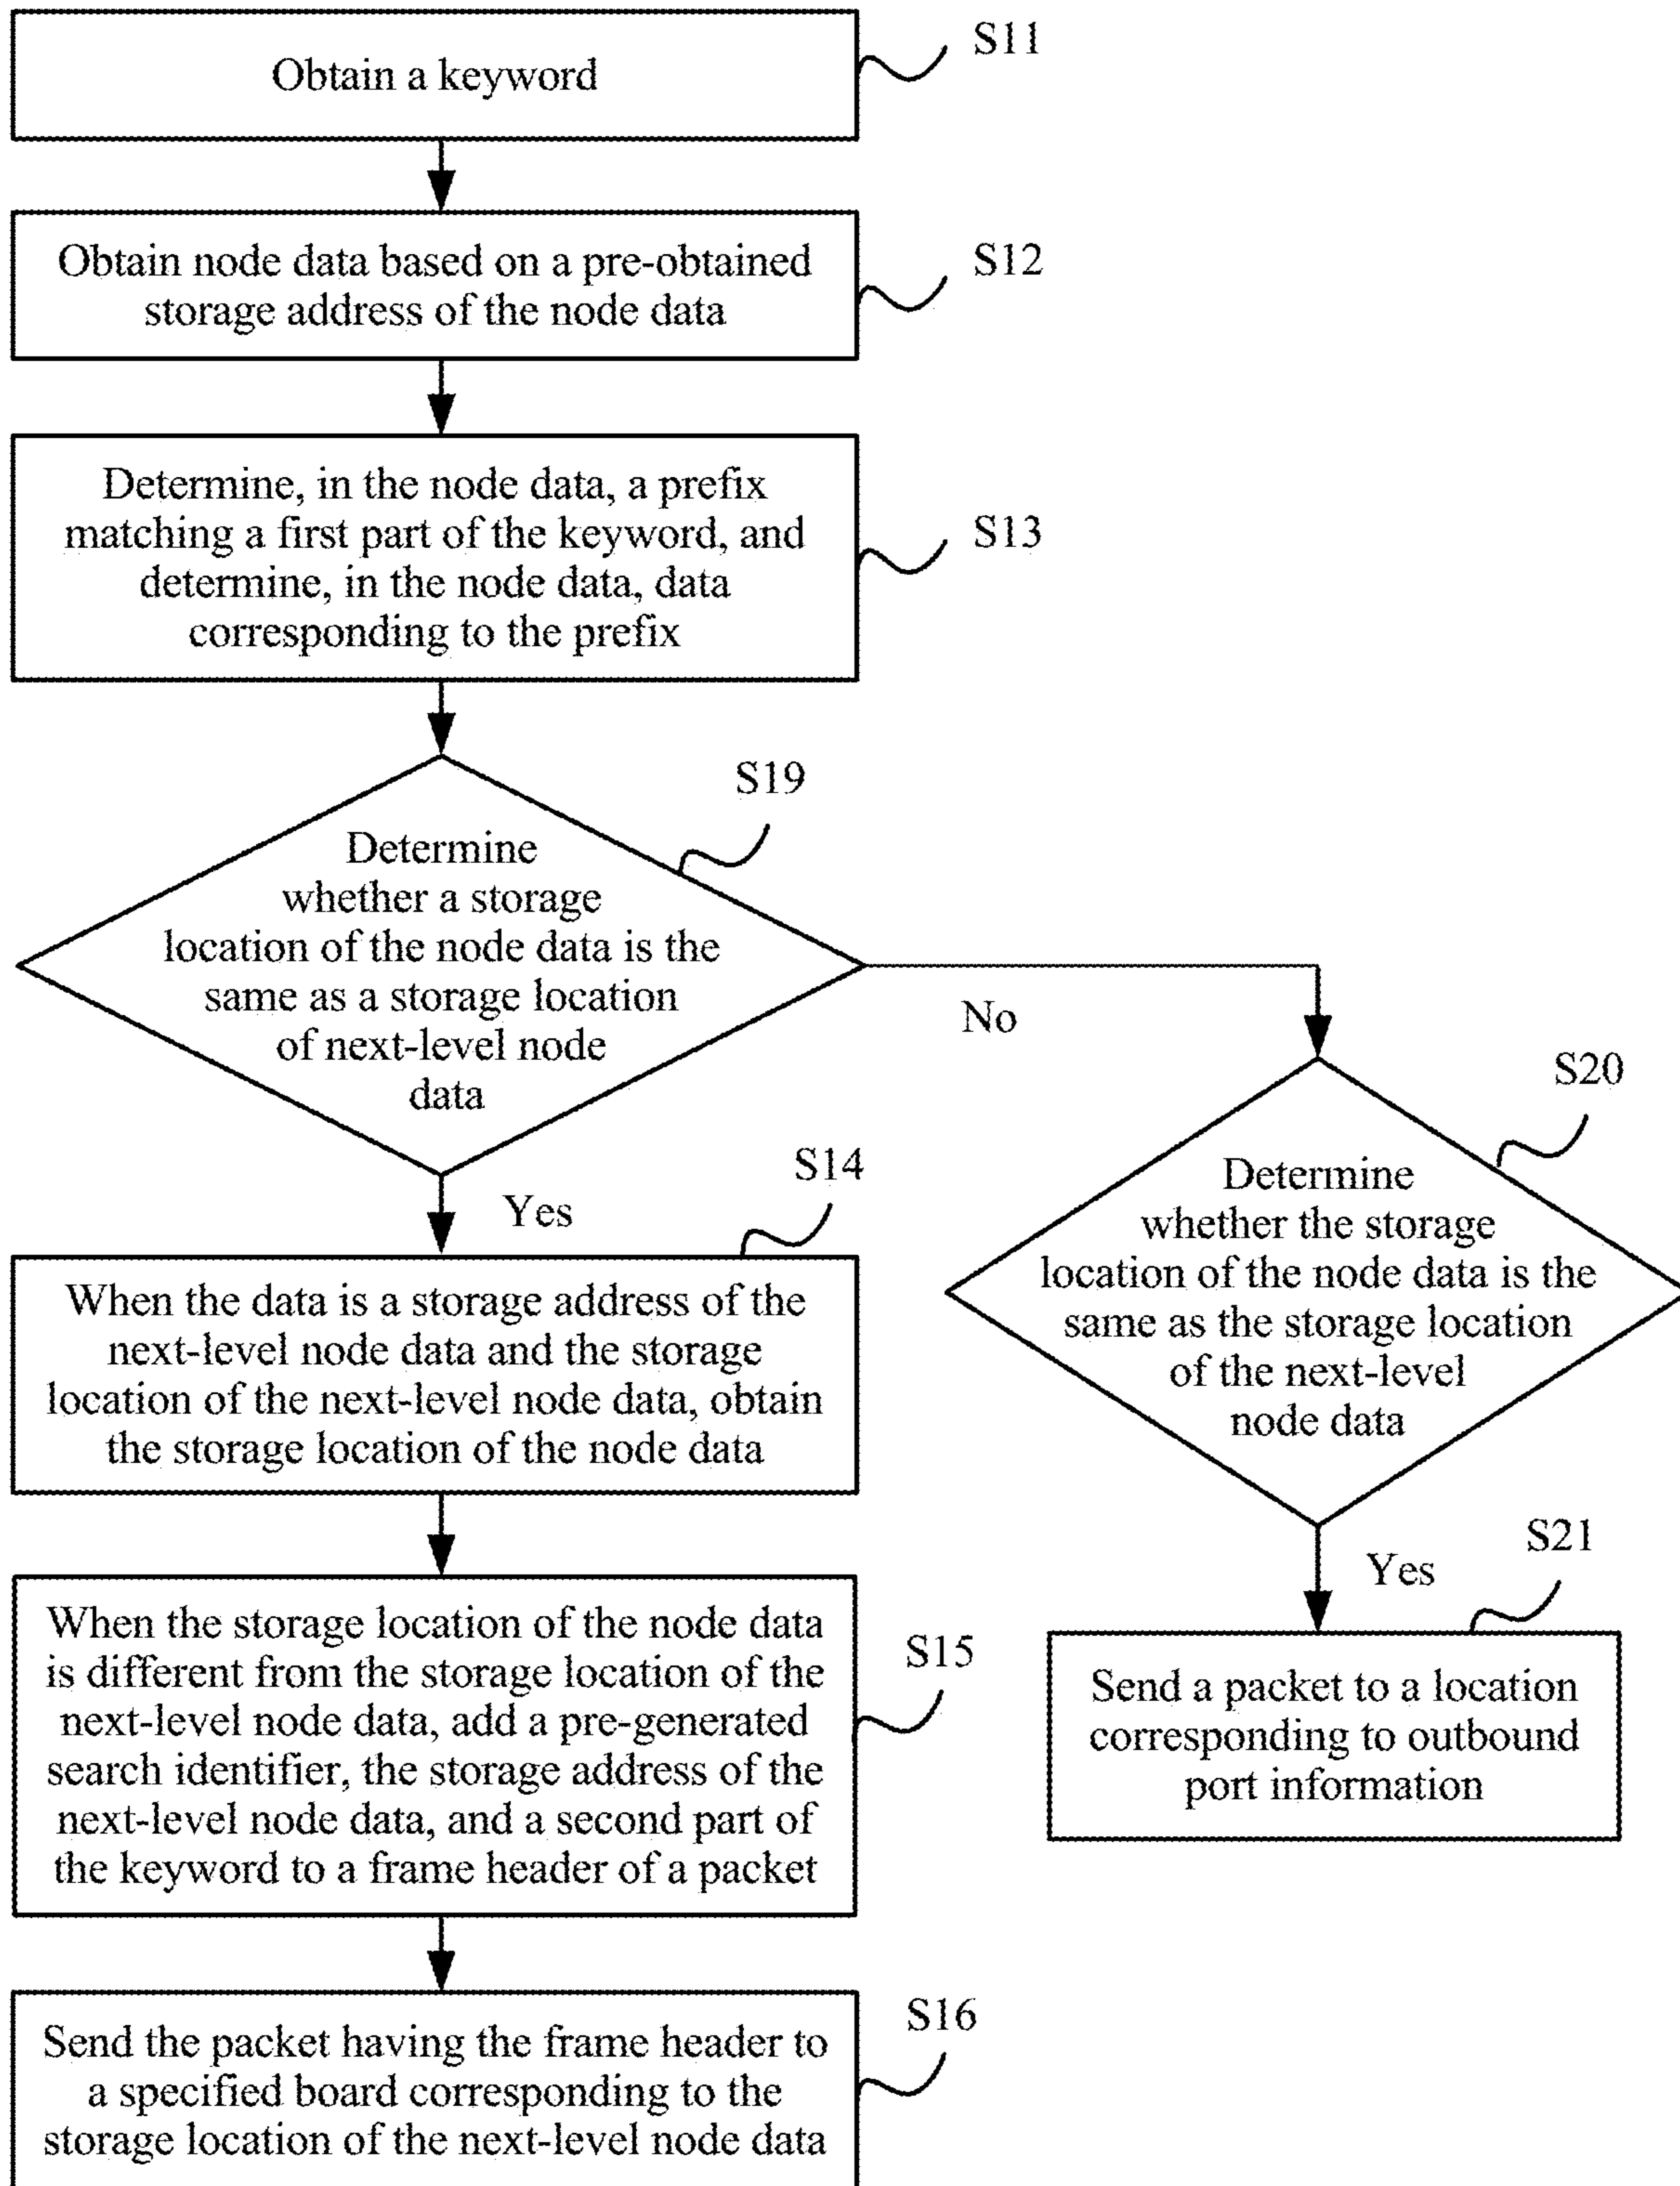 Obtain a keyword
S11
Obtain node data based on a pre-obtained
storage address of the node data
S12
Determine, in the node data, a prefix
matching a first part of the keyword, and
determine, in the node data, data
corresponding to the prefix
S13
S19
Determine
whether a storage
location of the node data is the
same as a storage location
of next-level node
data
No
Yes
S14
When the data is a storage address of the
next-level node data and the storage
location of the next-level node data, obtain
the storage location of the node data
When the storage location of the node data
is different from the storage location of the
next-level node data, add a pre-generated
search identifier, the storage address of the
next-level node data, and a second part of
the keyword to a frame header of a packet
S15
Send the packet having the frame header to
a specified board corresponding to the
storage location of the next-level node data
S16
S20
Determine
whether the storage
location of the node data is the
same as the storage location
of the next-level
node data
Yes
S21
Send a packet to a location
corresponding to outbound
port information